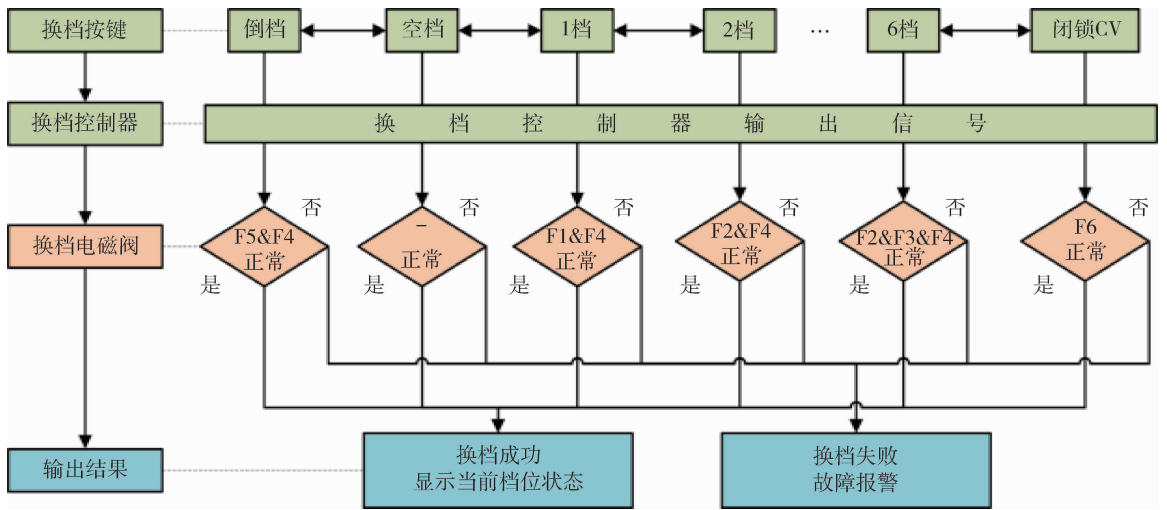 换档按键
倒档
空档
1档
2档
…
6档
闭锁CV
换档控制器
换档控制器输出信号
换档电磁阀
F5&F4
正常
否
是
–
正常
否
是
F1&F4
正常
否
是
F2&F4
正常
否
是
F2&F3&F4
正常
否
是
F6
正常
否
是
输出结果
换档成功
显示当前档位状态
换档失败
故障报警